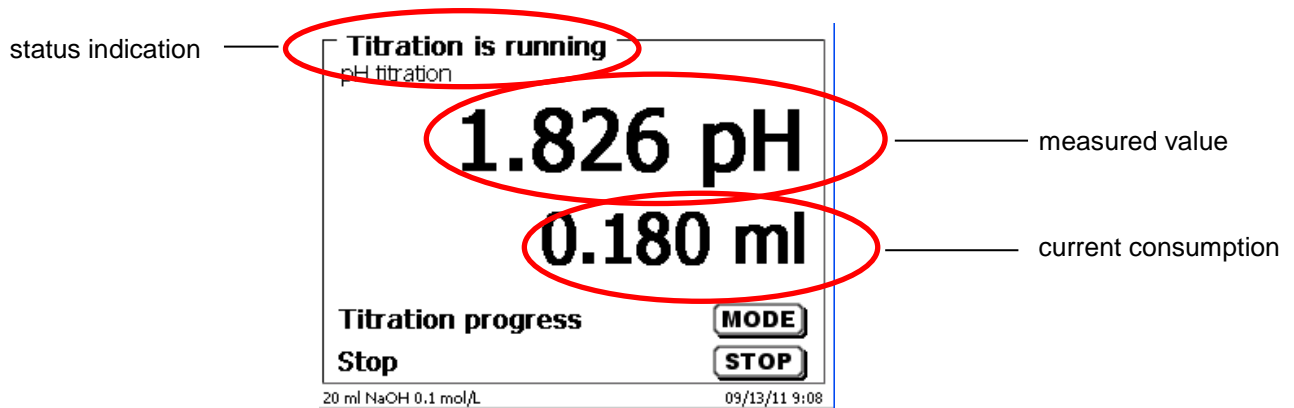 status indication
Titration is running
pH titration
1.826 pH
measured value
0.180 ml
current consumption
Titration progress MODE
Stop STOP
20 ml NaOH 0.1 mol/L 09/13/11 9:08